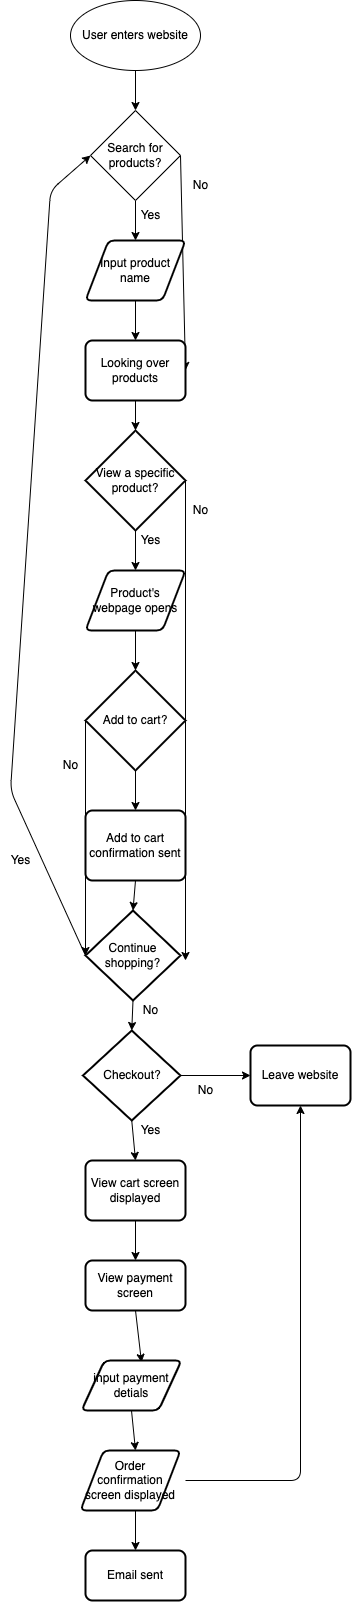 User enters website
Search for
products?
No
Yes
Input product
name
Looking over
products
View a specific
product?
No
Yes
Product's
webpage opens
Add to cart?
No
Add to cart
confirmation sent
Yes
Continue
shopping?
No
Checkout?
Leave website
No
Yes
View cart screen
displayed
View payment
screen
input payment
detials
Order
confirmation
screen displayed
Email sent